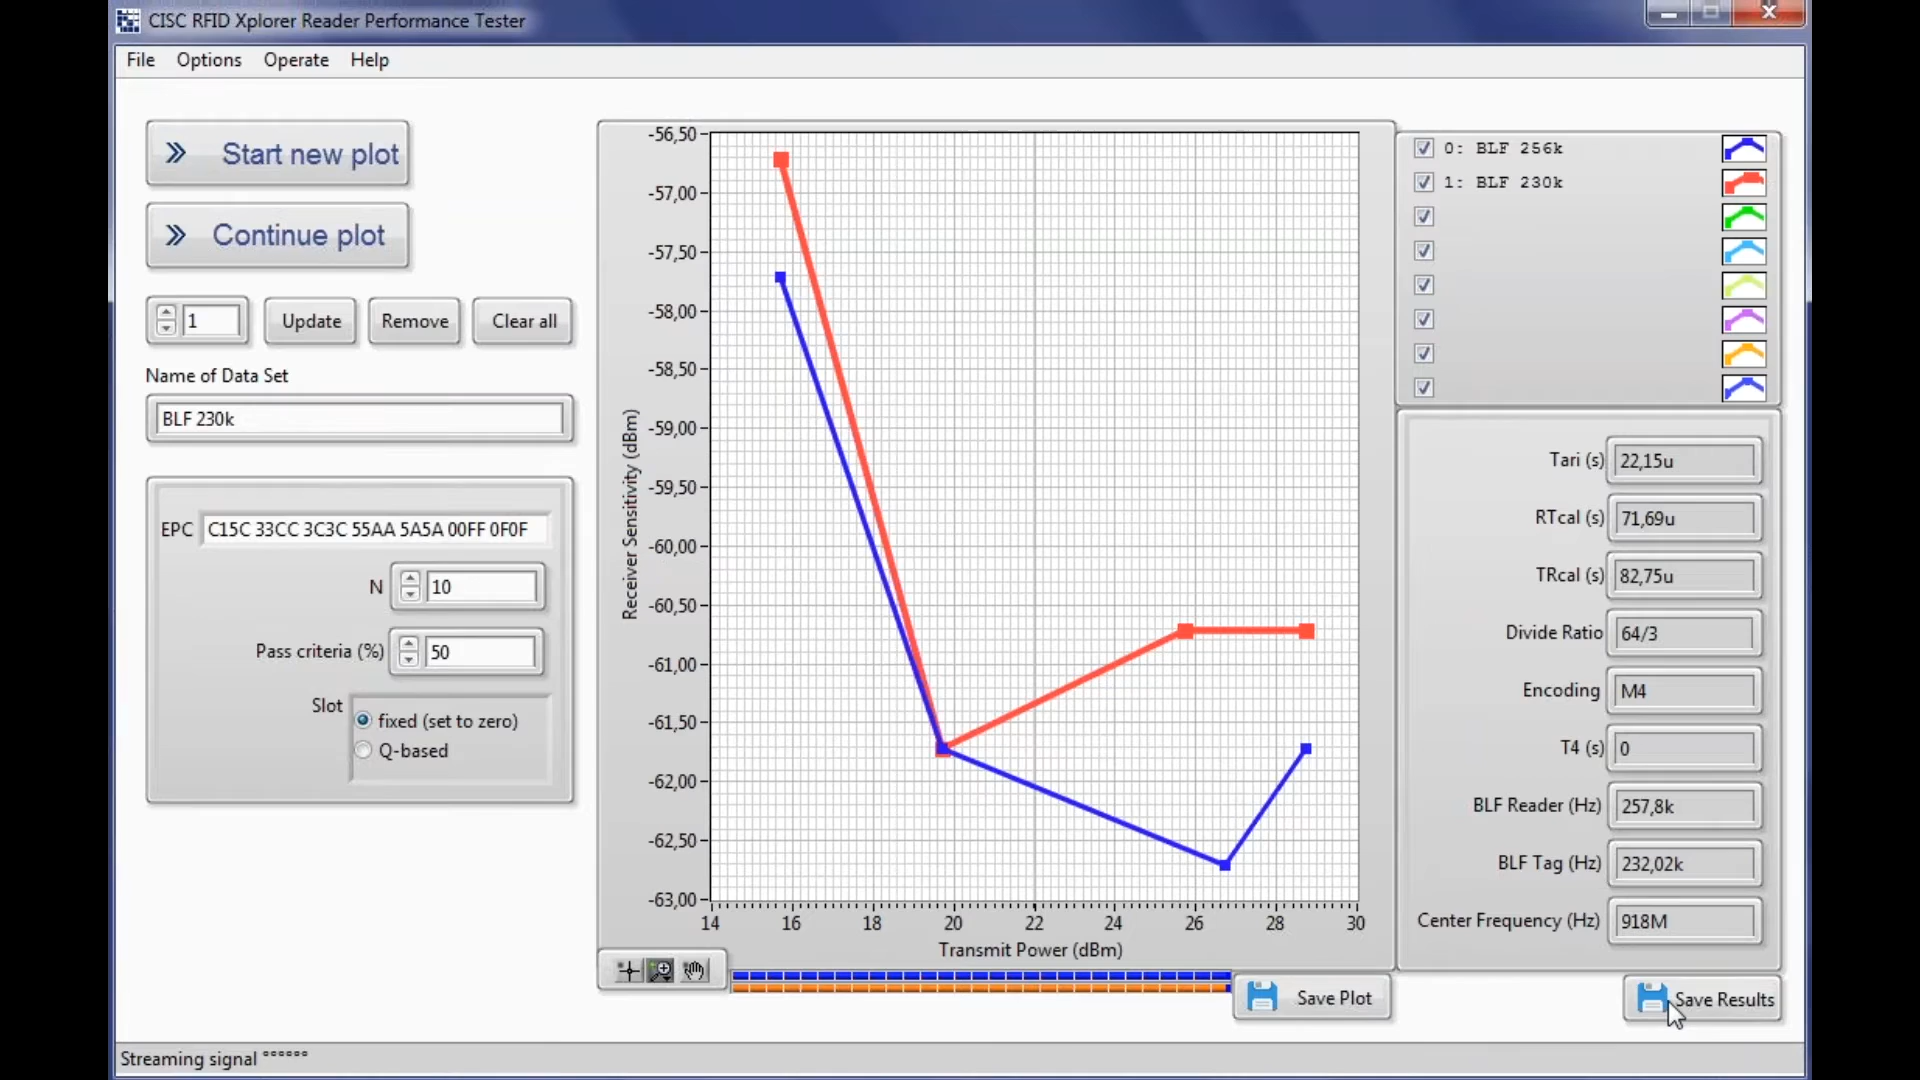 CISC RFID Xplorer Reader Performance Tester
File Options Operate Help
Start new plot
Continue plot
1 Update Remove Clear all
Name of Data Set
BLF 230k
EPC C15C 33CC 3C3C 55AA 5A5A 00FF 0F0F
N 10
Pass criteria (%) 50
Slot
fixed (set to zero)
Q-based
Receiver Sensitivity (dBm)
-56,50
-57,00
-57,50
-58,00
-58,50
-59,00
-59,50
-60,00
-60,50
-61,00
-61,50
-62,00
-62,50
-63,00
14 16 18 20 22 24 26 28 30
Transmit Power (dBm)
Save Plot
0: BLF 256k
1: BLF 230k
Tari (s) 22,15u
RTcal (s) 71,69u
TRcal (s) 82,75u
Divide Ratio 64/3
Encoding M4
T4 (s) 0
BLF Reader (Hz) 257,8k
BLF Tag (Hz) 232,02k
Center Frequency (Hz) 918M
Save Results
Streaming signal °°°°°°